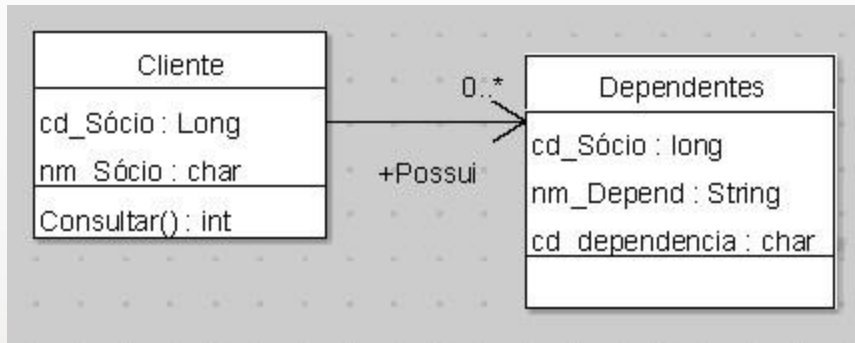 Cliente
cd_Sócio : Long
nm_Sócio : char
Consultar() : int
0..*
+Possui
Dependentes
cd_Sócio : long
nm_Depend : String
cd_dependencia : char